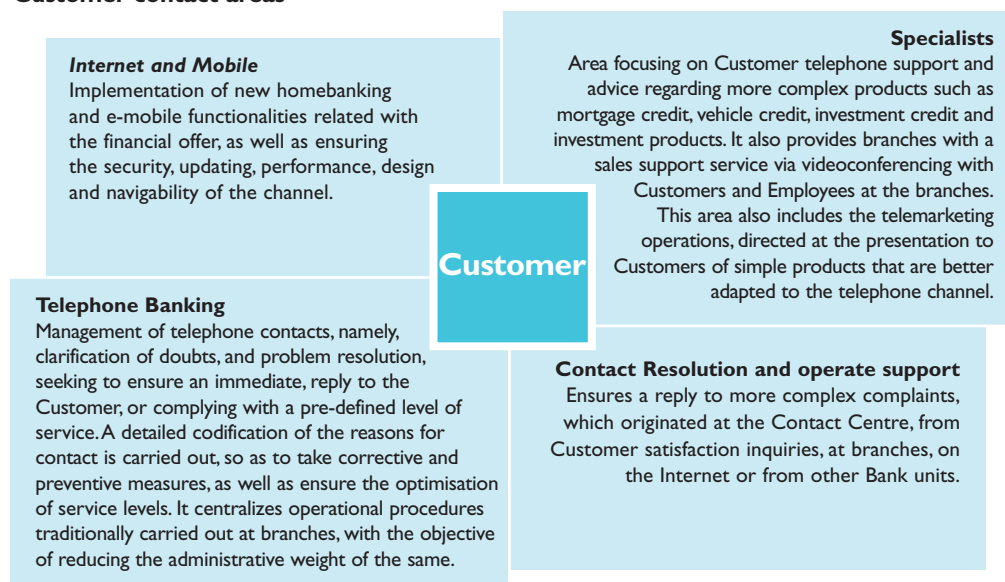 Customer contact areas
Internet and Mobile
Implementation of new homebanking
and e-mobile functionalities related with
the financial offer, as well as ensuring
the security, updating, performance, design
and navigability of the channel.
Specialists
Area focusing on Customer telephone support and
advice regarding more complex products such as
mortgage credit, vehicle credit, investment credit and
investment products. It also provides branches with a
sales support service via videoconferencing with
Customers and Employees at the branches.
This area also includes the telemarketing
operations, directed at the presentation to
Customers of simple products that are better
adapted to the telephone channel.
Customer
Telephone Banking
Management of telephone contacts, namely,
clarification of doubts, and problem resolution,
seeking to ensure an immediate, reply to the
Customer, or complying with a pre-defined level of
service. A detailed codification of the reasons for
contact is carried out, so as to take corrective and
preventive measures, as well as ensure the optimisation
of service levels. It centralizes operational procedures
traditionally carried out at branches, with the objective
of reducing the administrative weight of the same.
Contact Resolution and operate support
Ensures a reply to more complex complaints,
which originated at the Contact Centre, from
Customer satisfaction inquiries, at branches, on
the Internet or from other Bank units.